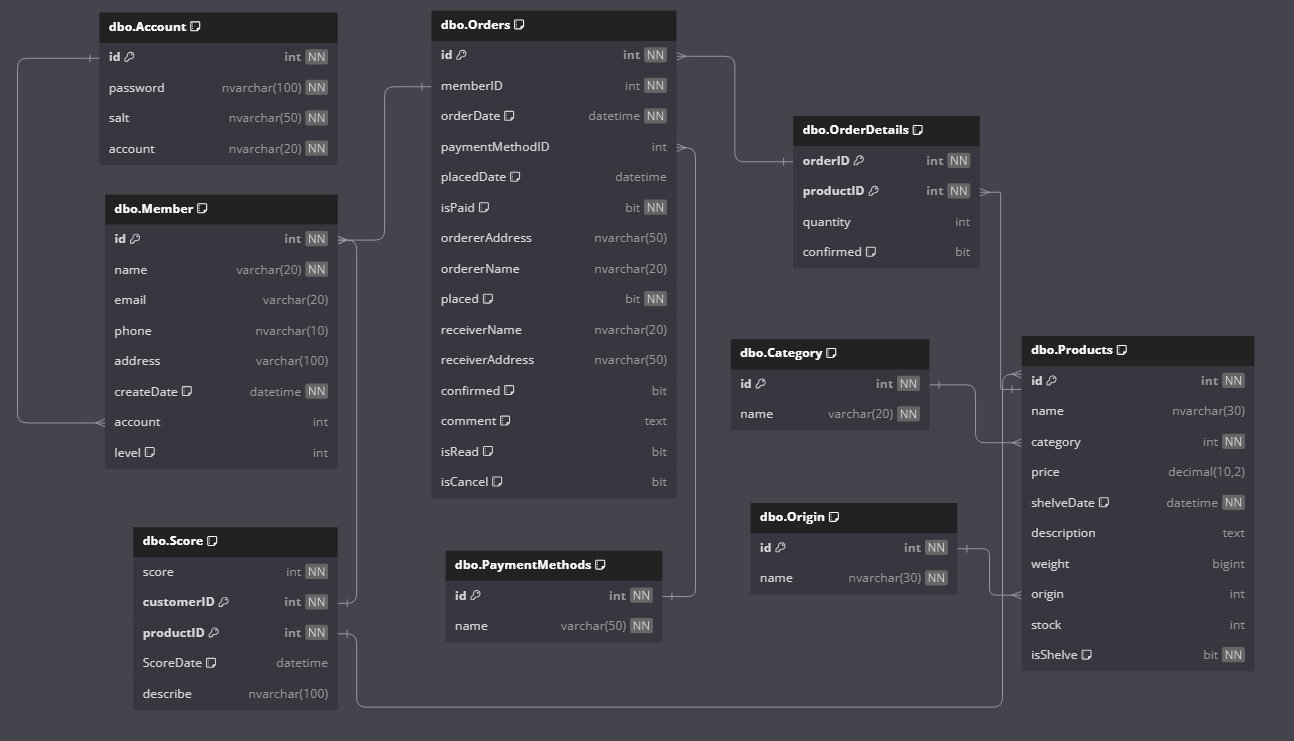 dbo.Account
id int NN
password nvarchar(100) NN
salt nvarchar(50) NN
account nvarchar(20) NN
dbo.Member
id int NN
name varchar(20) NN
email varchar(20)
phone nvarchar(10)
address varchar(100)
createDate datetime NN
account int
level int
dbo.Score
score int NN
customerID int NN
productID int NN
ScoreDate datetime
describe nvarchar(100)
dbo.Orders
id int NN
memberID int NN
orderDate datetime NN
paymentMethodID int
placedDate datetime
isPaid bit NN
ordererAddress nvarchar(50)
ordererName nvarchar(20)
placed bit NN
receiverName nvarchar(20)
receiverAddress nvarchar(50)
confirmed bit
comment text
isRead bit
isCancel bit
dbo.PaymentMethods
id int NN
name varchar(50) NN
dbo.OrderDetails
orderID int NN
productID int NN
quantity int
confirmed bit
dbo.Category
id int NN
name varchar(20) NN
dbo.Origin
id int NN
name nvarchar(30) NN
dbo.Products
id int NN
name nvarchar(30)
category int NN
price decimal(10,2)
shelveDate datetime NN
description text
weight bigint
origin int
stock int
isShelve bit NN